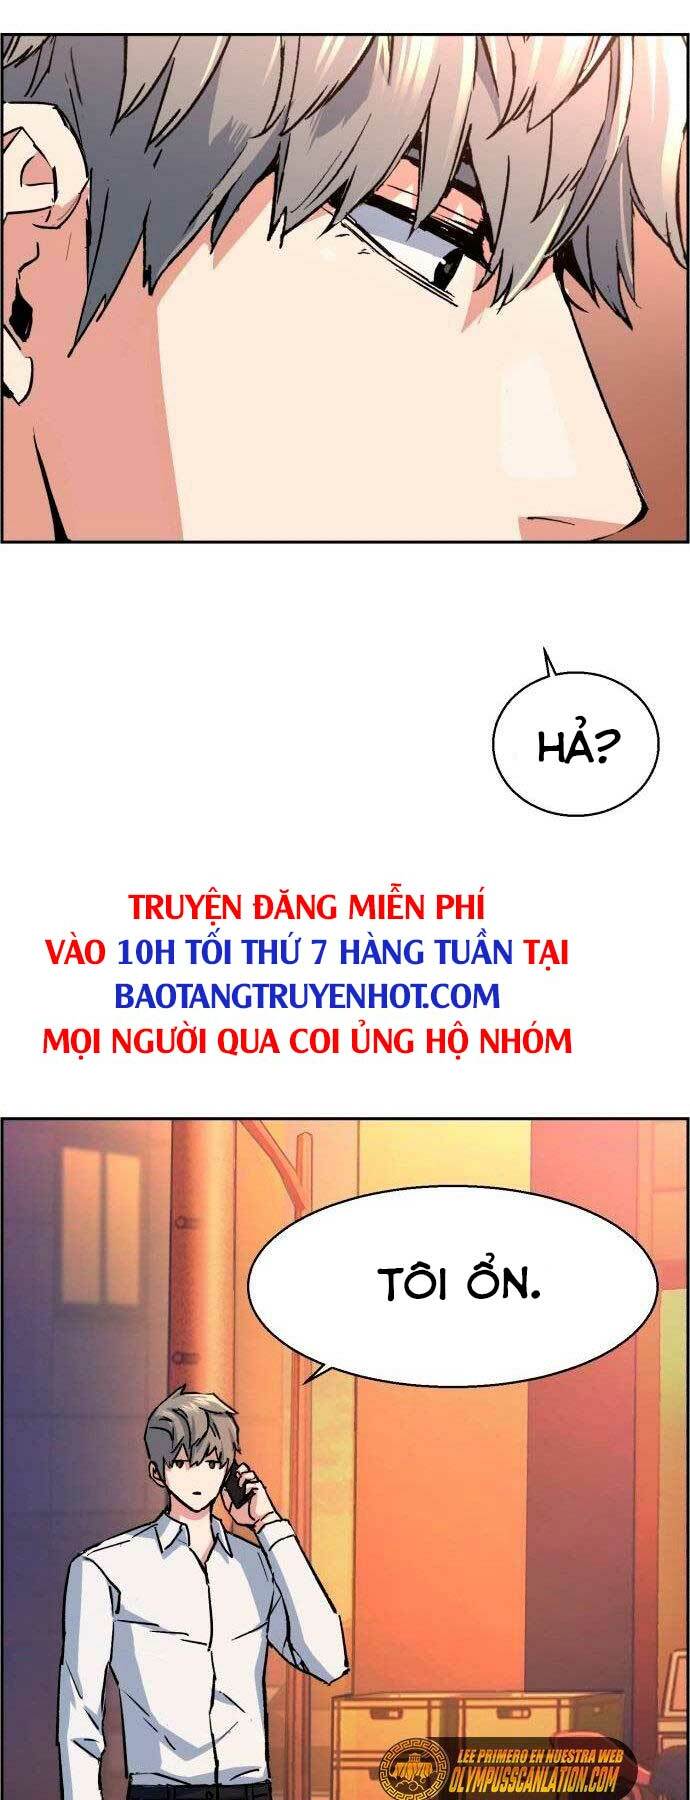 HẢ?
TRUYỆN ĐĂNG MIỄN PHÍ
VÀO 10H TỐI THỨ 7 HÀNG TUẦN TẠI
BAOTANGTRUYENHOT.COM
MỌI NGƯỜI QUA COI ỦNG HỘ NHÓM
TÔI ỔN.
LEE PRIMERO EN NUESTRA WEB
OLYMPUSSCANLATION.COM